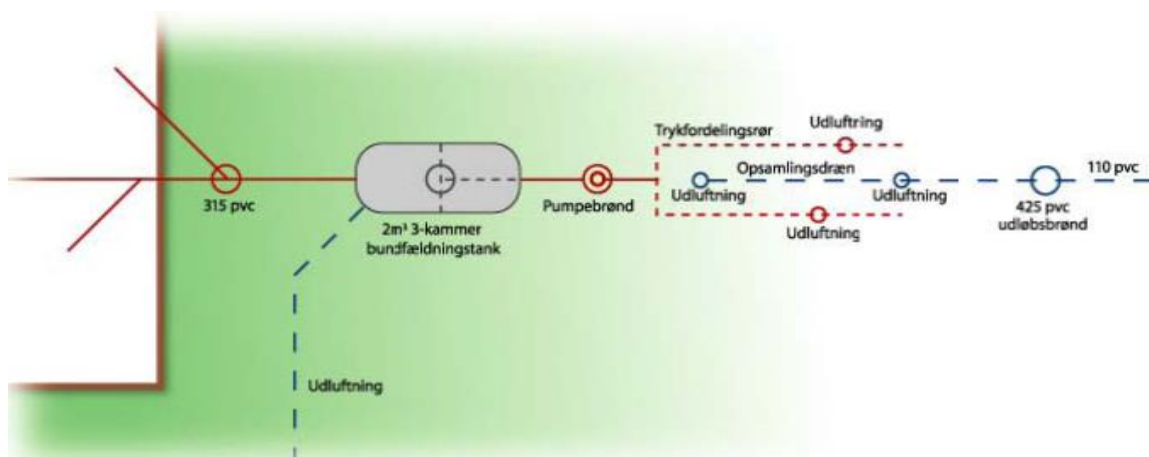 Udluftring
Trykfordelingsrør
Opsamlingsdræn
110 pvc
Udluftning
Udluftning
315 pvc
Pumpebrønd
425 pvc
udløbsbrønd
2m³ 3-kammer
bundfældningstank
Udluftning
Udluftning